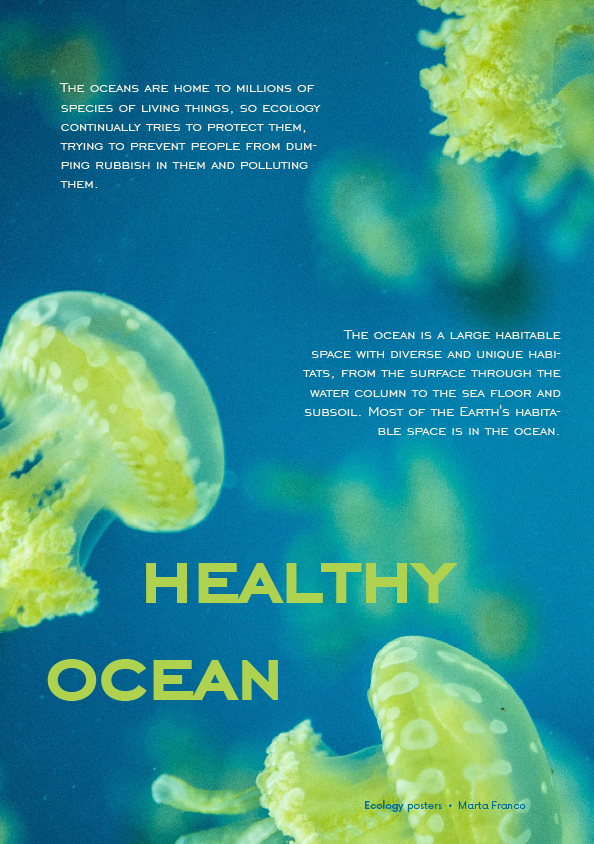 The oceans are home to millions of
species of living things, so ecology
continually tries to protect them,
trying to prevent people from dum-
ping rubbish in them and polluting
them.
The ocean is a large habitable
space with diverse and unique habi-
tats, from the surface through the
water column to the sea floor and
subsoil. Most of the Earth's habita-
ble space is in the ocean.
HEALTHY
OCEAN
Ecology posters • Marta Franco